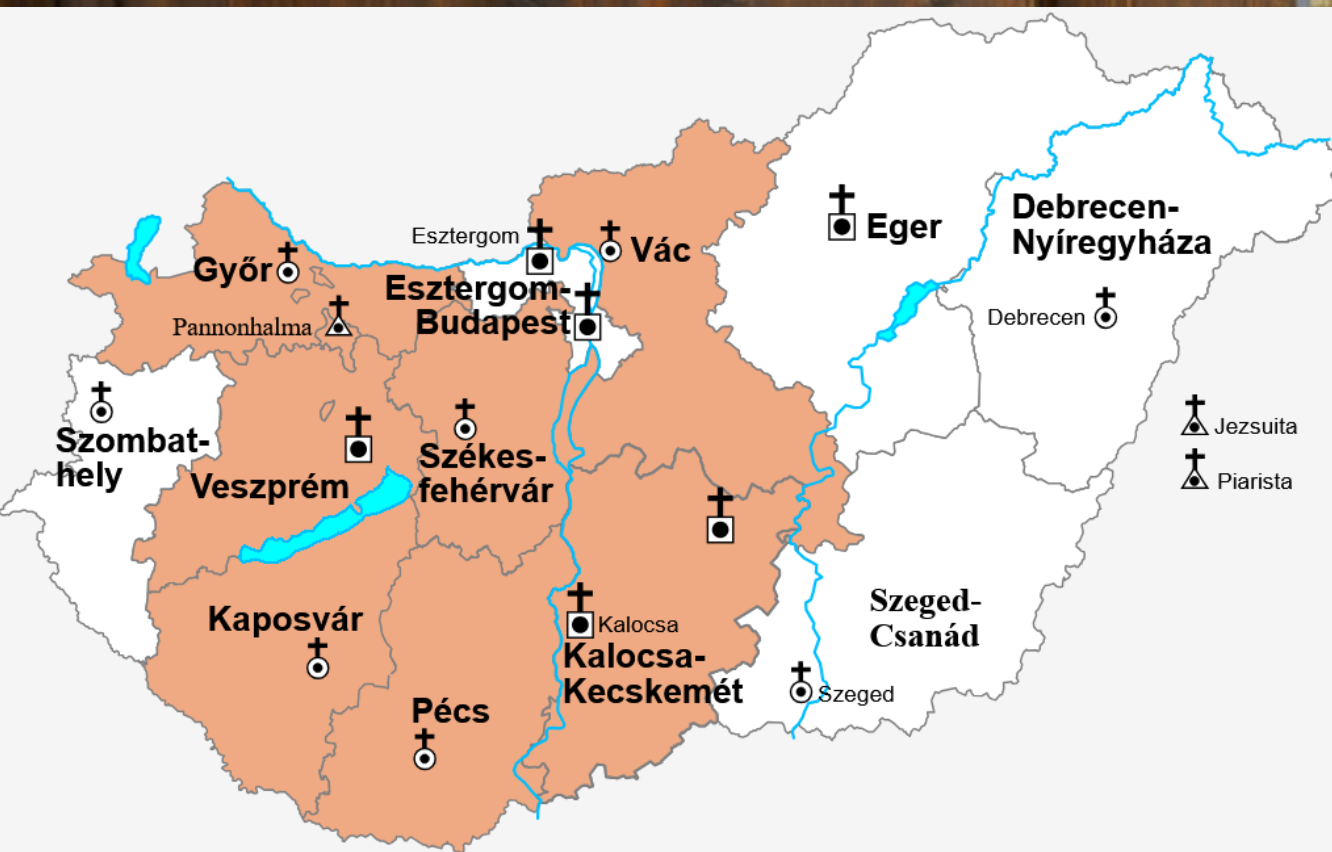 Esztergom
Vác
Eger
Debrecen-
Nyíregyháza
Győr
Esztergom-
Budapest
Pannonhalma
Debrecen
Szombat-
hely
Veszprém
Székes-
fehérvár
Jezsuita
Piarista
Kaposvár
Kalocsa
Kalocsa-
Kecskemét
Szeged-
Csanád
Szeged
Pécs